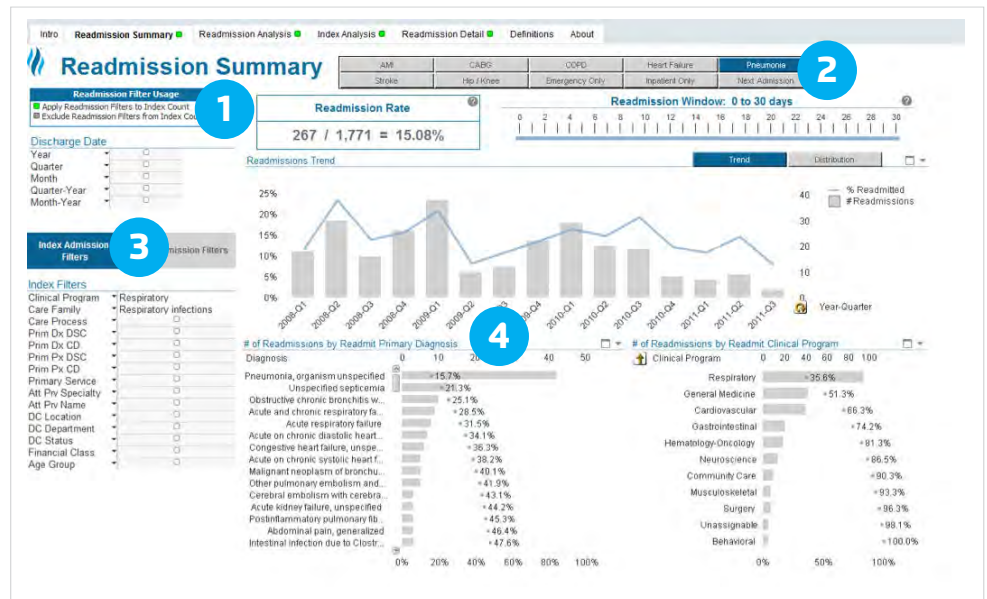 Intro Readmission Summary Readmission Analysis Index Analysis Readmission Detail Definitions About
Readmission Summary
AMI CABG COPD Heart Failure Pneumonia
Stroke Hip / Knee Emergency Only Inpatient Only Next Admission
2
Readmission Filter Usage
Apply Readmission Filters to Index Count
Exclude Readmission Filters from Index
1
Readmission Rate
267 / 1,771 = 15.08%
Readmission Window: 0 to 30 days
0 2 4 6 8 10 12 14 16 18 20 22 24 26 28 30
Discharge Date
Year
Quarter
Month
Quarter-Year
Month-Year
Readmissions Trend
Trend Distribution
25%
20%
15%
10%
5%
0%
40
30
20
10
0
% Readmitted
# Readmissions
2008-Q1 2008-Q2 2008-Q3 2008-Q4 2009-Q1 2009-Q2 2009-Q3 2009-Q4 2010-Q1 2010-Q2 2010-Q3 2010-Q4 2011-Q1 2011-Q2 2011-Q3
Year-Quarter
Index Admission Filters
3
Filters
Index Filters
Clinical Program Respiratory
Care Family Respiratory infections
Care Process
Prim Dx DSC
Prim Dx CD
Prim Px DSC
Prim Px CD
Primary Service
Att Prv Specialty
Att Prv Name
DC Location
DC Department
DC Status
Financial Class
Age Group
4
# of Readmissions by Readmit Primary Diagnosis
Diagnosis 0 10 40 50
Pneumonia, organism unspecified 15.7%
Unspecified septicemia 21.3%
Obstructive chronic bronchitis w... 25.1%
Acute and chronic respiratory fa... 28.5%
Acute respiratory failure 31.5%
Acute on chronic diastolic heart... 34.1%
Congestive heart failure, unspe... 36.3%
Acute on chronic systolic heart f... 38.2%
Malignant neoplasm of bronchu... 40.1%
Other pulmonary embolism and... 41.9%
Cerebral embolism with cerebra... 43.1%
Acute kidney failure, unspecified 44.2%
Postinflammatory pulmonary fib... 45.3%
Abdominal pain, generalized 46.4%
Intestinal infection due to Clostr... 47.6%
0% 20% 40% 60% 80% 100%
# of Readmissions by Readmit Clinical Program
Clinical Program 0 20 40 60 80 100
Respiratory 35.6%
General Medicine 51.3%
Cardiovascular 66.3%
Gastrointestinal 74.2%
Hematology-Oncology 81.3%
Neuroscience 86.5%
Community Care 90.3%
Musculoskeletal 93.3%
Surgery 96.3%
Unassignable 98.1%
Behavioral 100.0%
0% 50% 100%